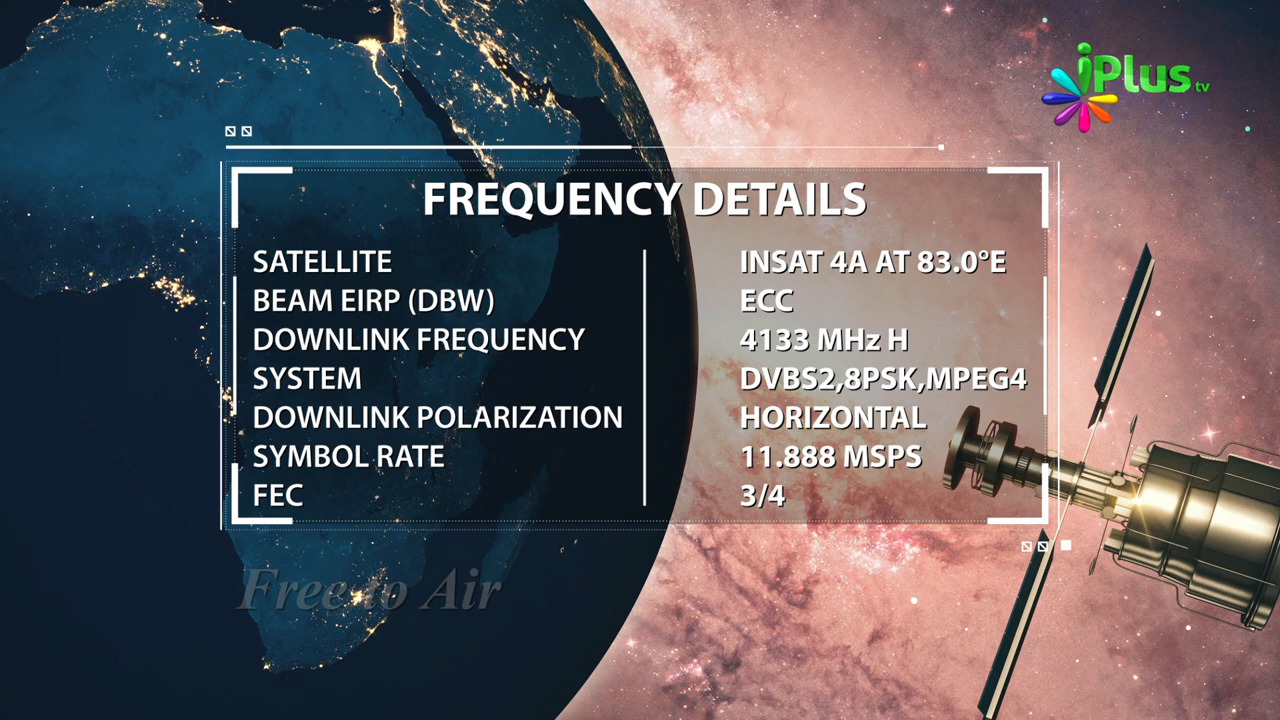 iPlus tv
FREQUENCY DETAILS
SATELLITE INSAT 4A AT 83.0°E
BEAM EIRP (DBW) ECC
DOWNLINK FREQUENCY 4133 MHz H
SYSTEM DVBS2,8PSK,MPEG4
DOWNLINK POLARIZATION HORIZONTAL
SYMBOL RATE 11.888 MSPS
FEC 3/4
Free to Air